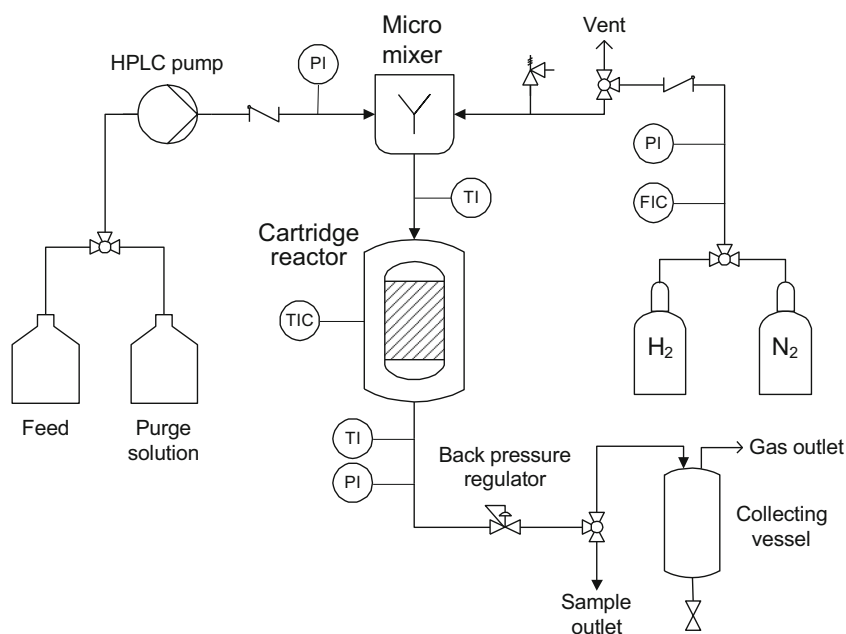 Micro
mixer
Vent
HPLC pump
PI
PI
TI
FIC
Cartridge
reactor
TIC
H2
N2
Feed
Purge
solution
TI
PI
Back pressure
regulator
Gas outlet
Collecting
vessel
Sample
outlet